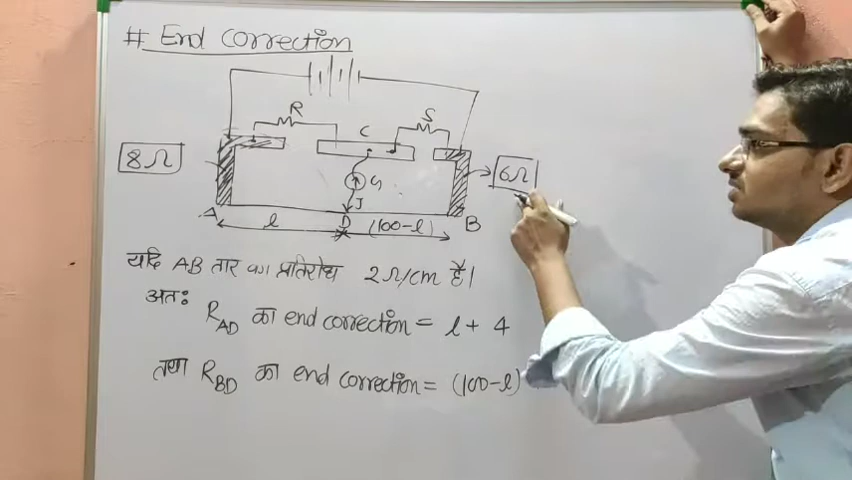 # End correction
R
S
C
8Ω
6Ω
G
J
A
D
B
l
(100-l)
यदि AB तार का प्रतिरोध 2Ω/cm है।
अतः
R_AD का end correction = l + 4
तथा R_BD का end correction = (100-l)